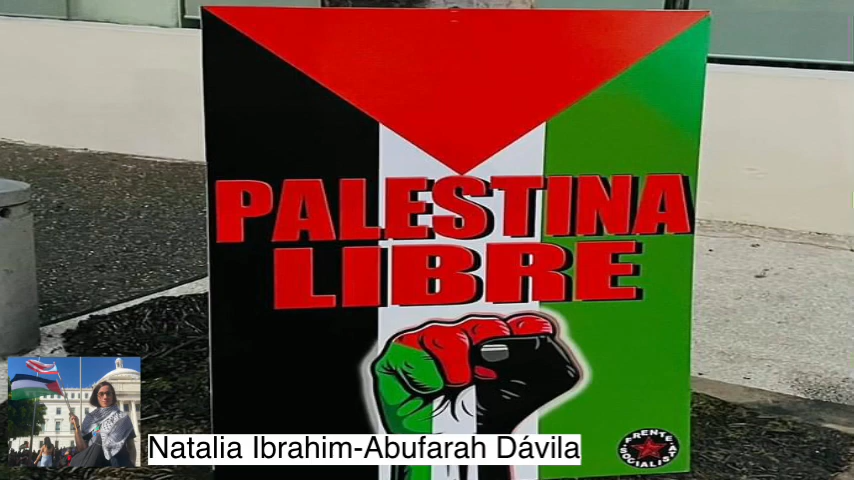 PALESTINA
LIBRE
FRENTE
SOCIALISTA
Natalia Ibrahim-Abufarah Dávila